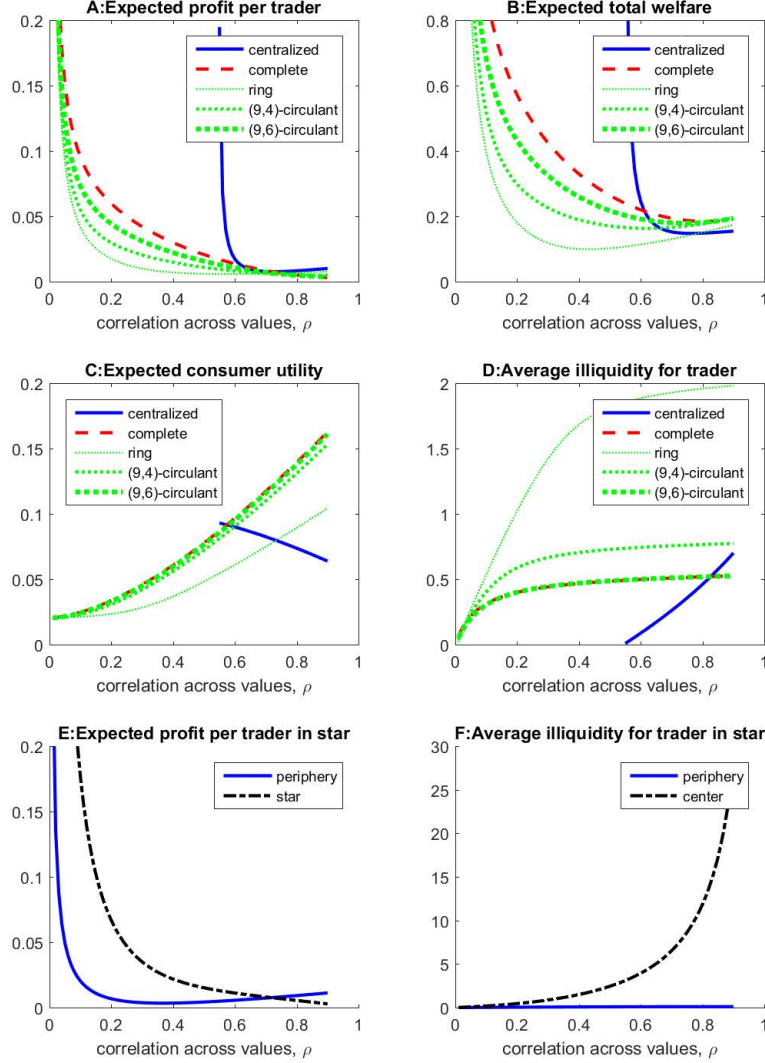 A:Expected profit per trader
0.2
0.15
0.1
0.05
0
0 0.2 0.4 0.6 0.8 1
correlation across values, ρ
centralized
complete
ring
(9,4)-circulant
(9,6)-circulant
B:Expected total welfare
0.8
0.6
0.4
0.2
0
0 0.2 0.4 0.6 0.8 1
correlation across values, ρ
centralized
complete
ring
(9,4)-circulant
(9,6)-circulant
C:Expected consumer utility
0.2
0.15
0.1
0.05
0
0 0.2 0.4 0.6 0.8 1
correlation across values, ρ
centralized
complete
ring
(9,4)-circulant
(9,6)-circulant
D:Average illiquidity for trader
2
1.5
1
0.5
0
0 0.2 0.4 0.6 0.8 1
correlation across values, ρ
centralized
complete
ring
(9,4)-circulant
(9,6)-circulant
E:Expected profit per trader in star
0.2
0.15
0.1
0.05
0
0 0.2 0.4 0.6 0.8 1
correlation across values, ρ
periphery
star
F:Average illiquidity for trader in star
30
25
20
15
10
5
0
0 0.2 0.4 0.6 0.8 1
correlation across values, ρ
periphery
center